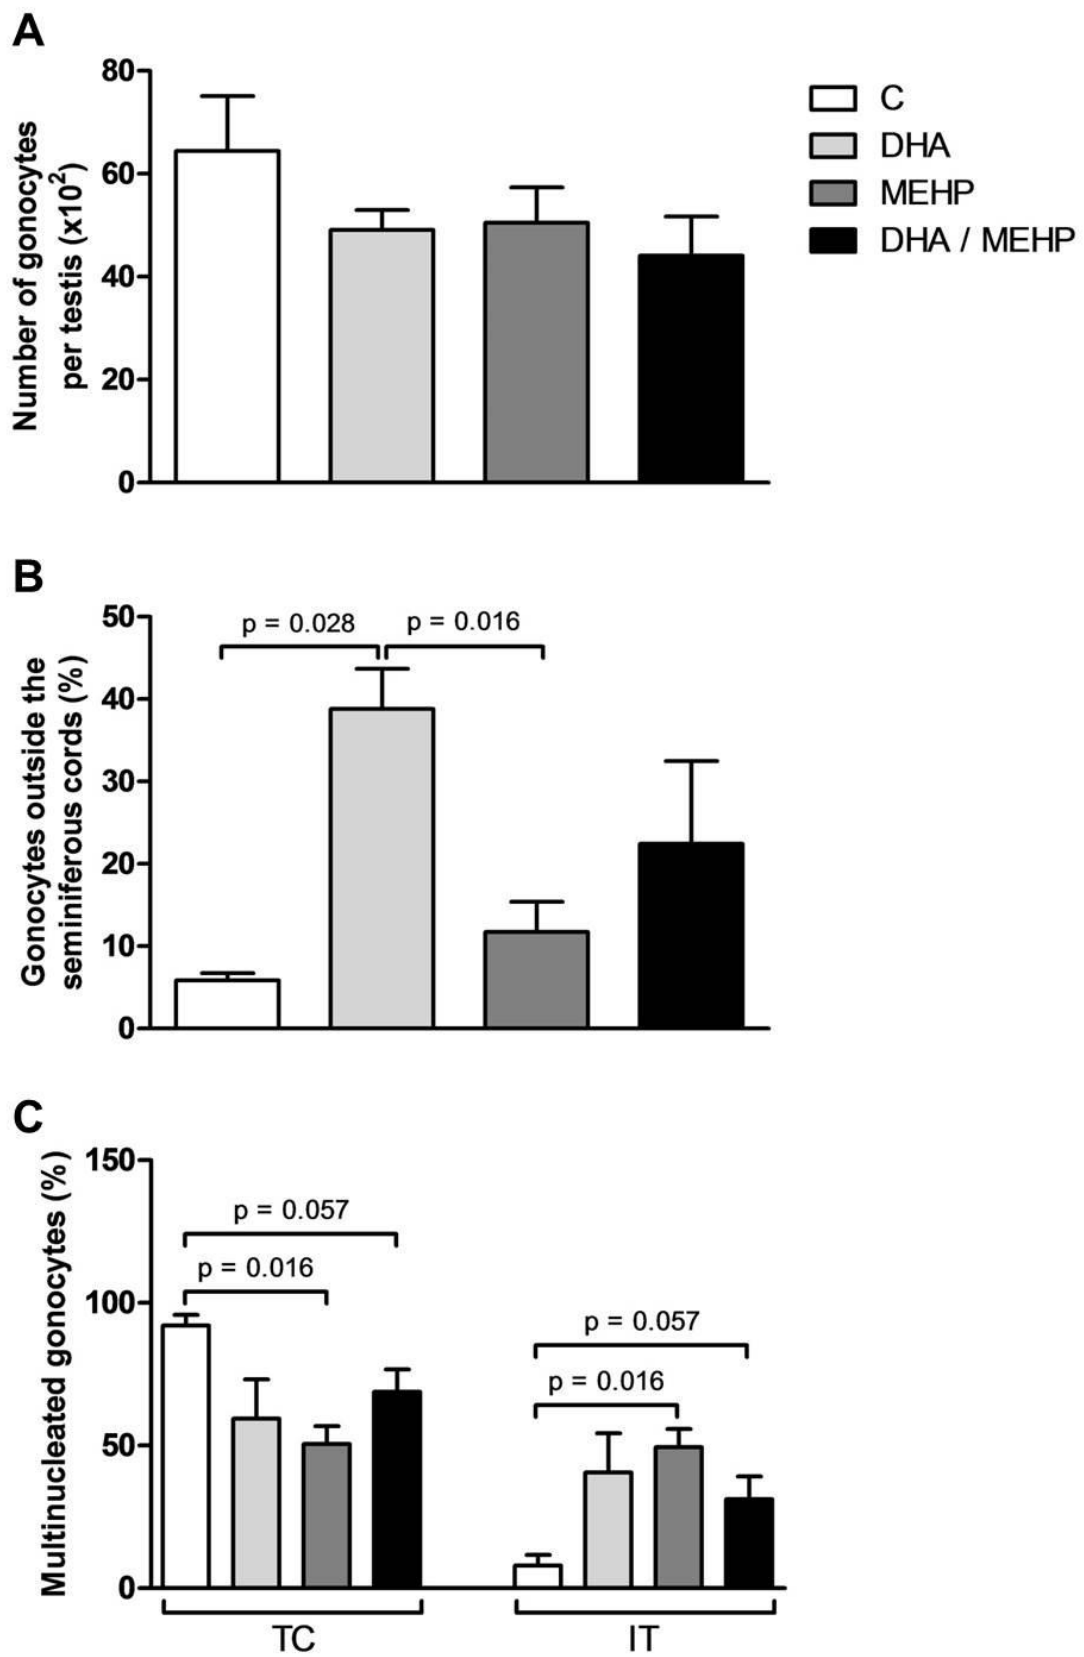 A
80
60
40
20
0
Number of gonocytes
per testis (x10²)
C
DHA
MEHP
DHA / MEHP
B
50
40
30
20
10
0
Gonocytes outside the
seminiferous cords (%)
p = 0.028
p = 0.016
C
150
100
50
0
Multinucleated gonocytes (%)
p = 0.057
p = 0.016
p = 0.057
p = 0.016
TC
IT